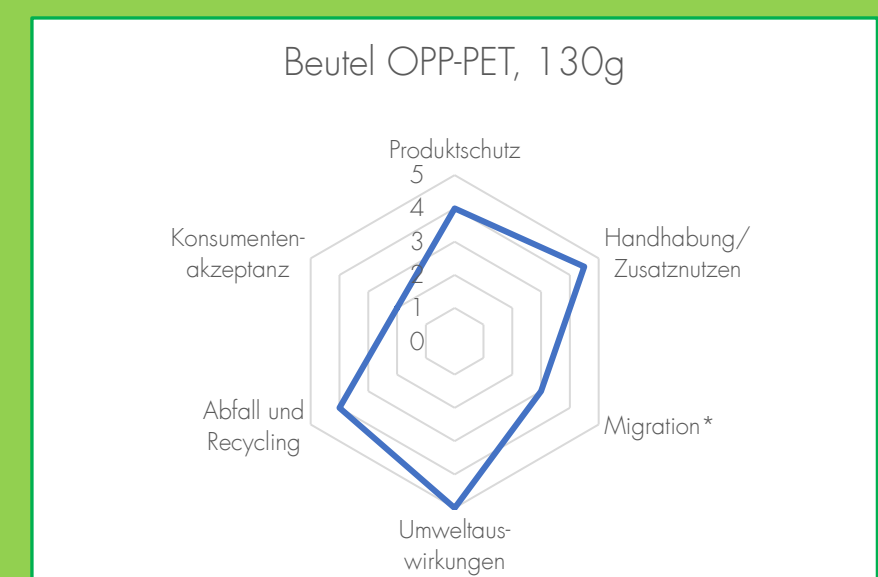 Beutel OPP-PET, 130g
Produktschutz
5
4
3
2
1
0
Handhabung/
Zusatznutzen
Migration*
Umweltaus-
wirkungen
Abfall und
Recycling
Konsumenten-
akzeptanz